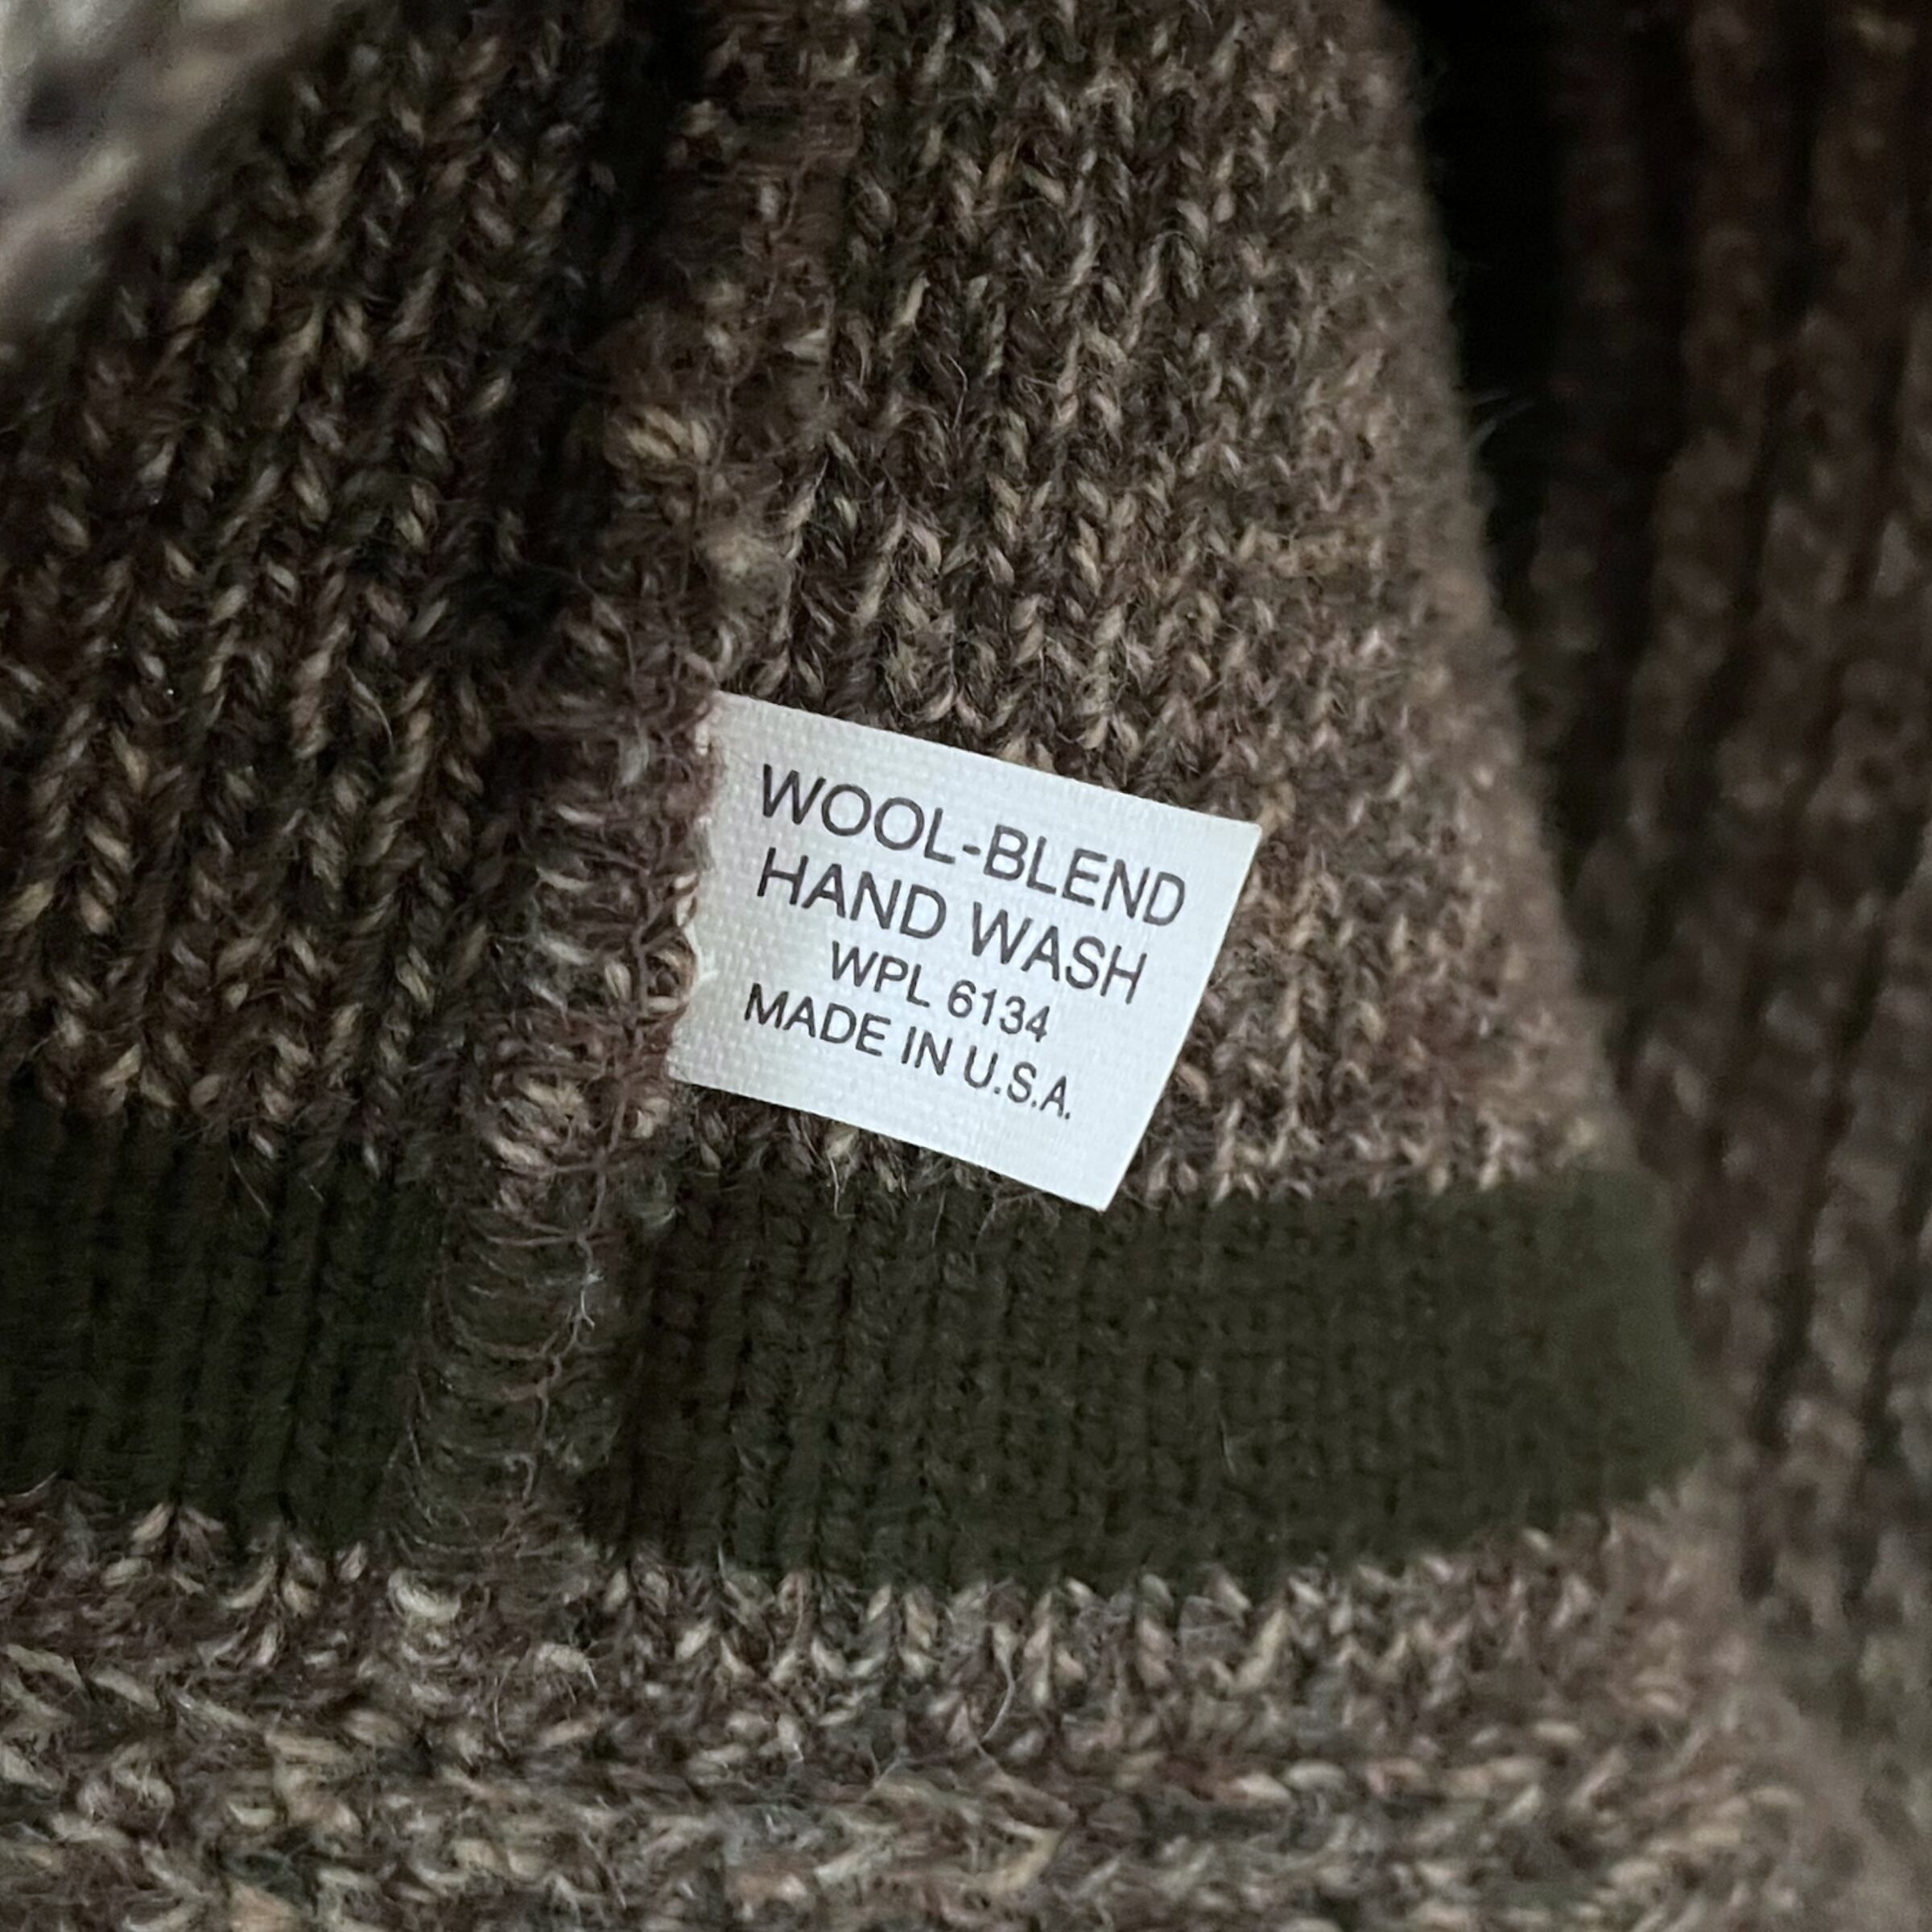 WOOL-BLEND
HAND WASH
WPL 6134
MADE IN U.S.A.